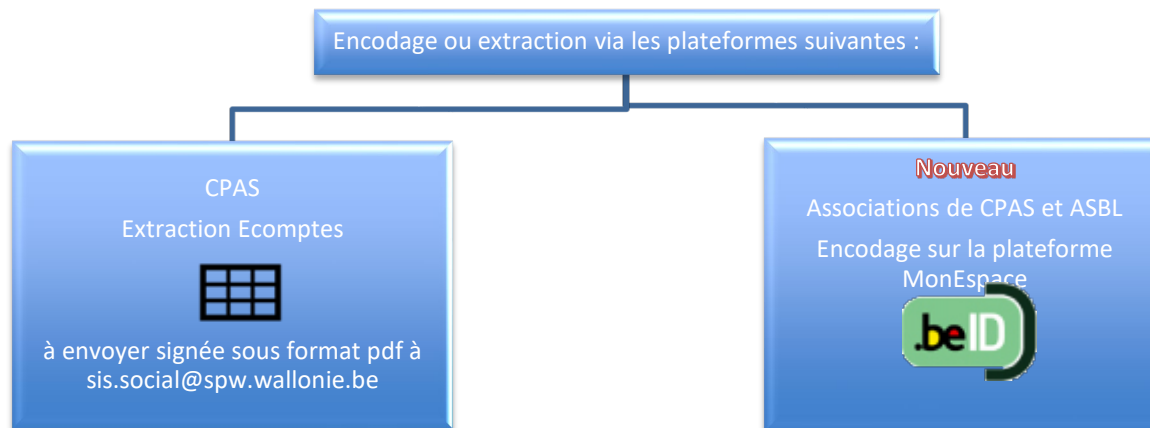 Encodage ou extraction via les plateformes suivantes :
CPAS
Extraction Ecomptes
à envoyer signée sous format pdf à
sis.social@spw.wallonie.be
Nouveau
Associations de CPAS et ASBL
Encodage sur la plateforme
MonEspace
.beID